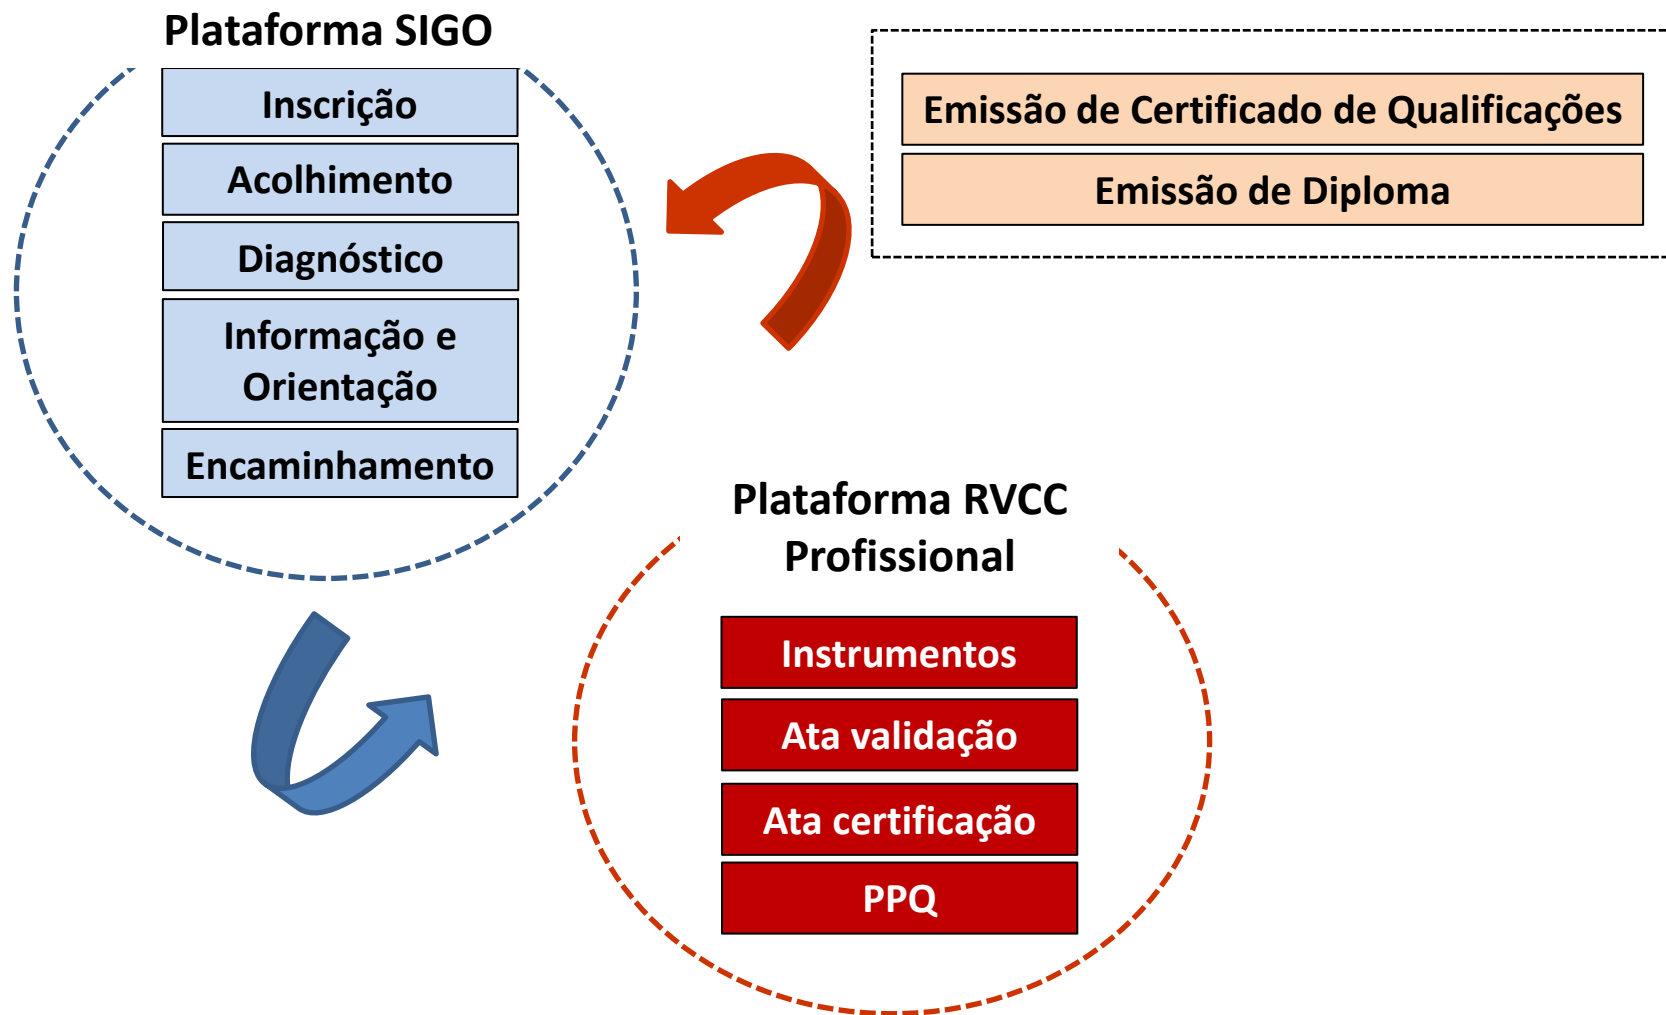 Plataforma SIGO
Inscrição
Acolhimento
Diagnóstico
Informação e
Orientação
Encaminhamento
Emissão de Certificado de Qualificações
Emissão de Diploma
Plataforma RVCC
Profissional
Instrumentos
Ata validação
Ata certificação
PPQ